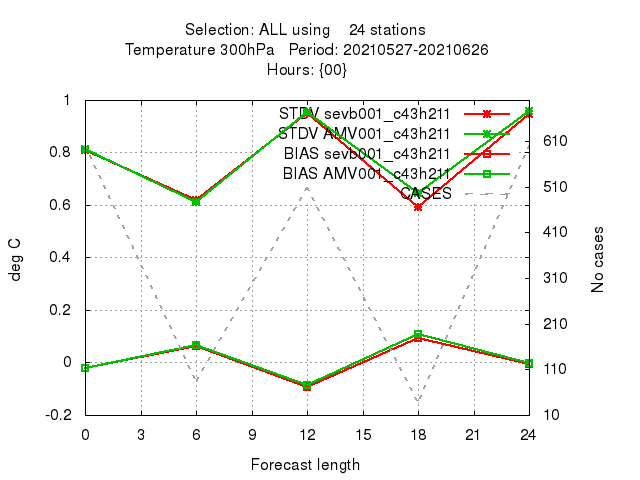 Selection: ALL using    24 stations
Temperature 300hPa   Period: 20210527-20210626
Hours: {00}
STDV sevb001_c43h211
STDV AMV001_c43h211
BIAS sevb001_c43h211
BIAS AMV001_c43h211
CASES
1
0.8
0.6
0.4
0.2
0
-0.2
deg C
610
510
410
310
210
110
10
No cases
0 3 6 9 12 15 18 21 24
Forecast length